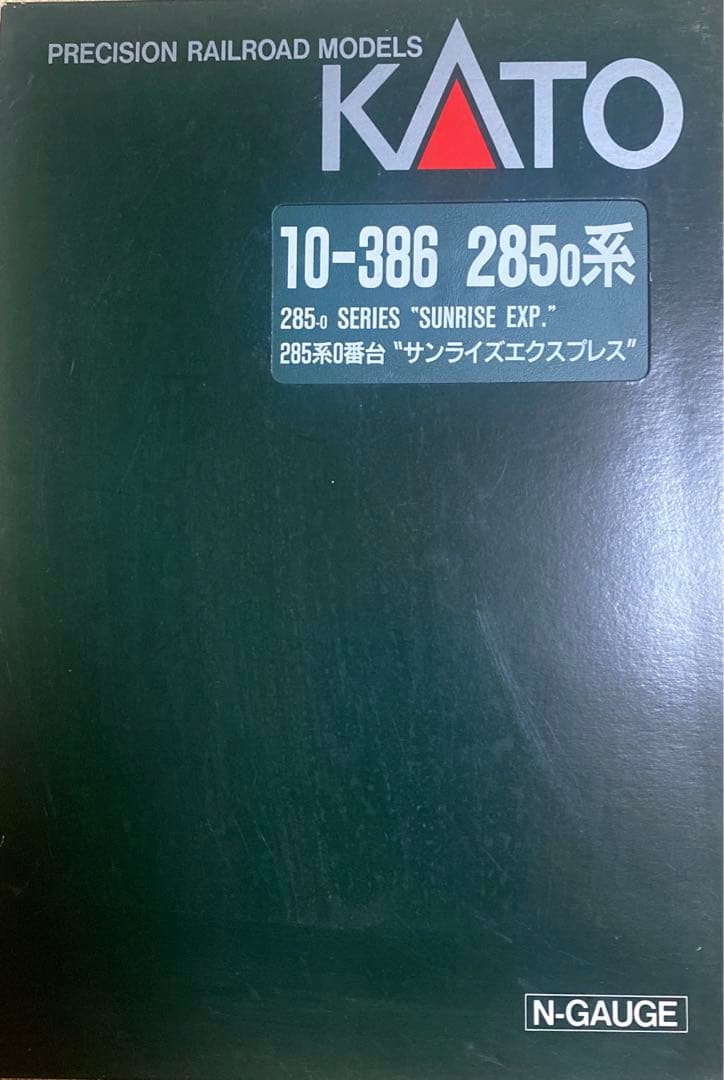 PRECISION RAILROAD MODELS
KATO
10-386 2850系
285-0 SERIES "SUNRISE EXP."
285系0番台 "サンライズエクスプレス"
N-GAUGE